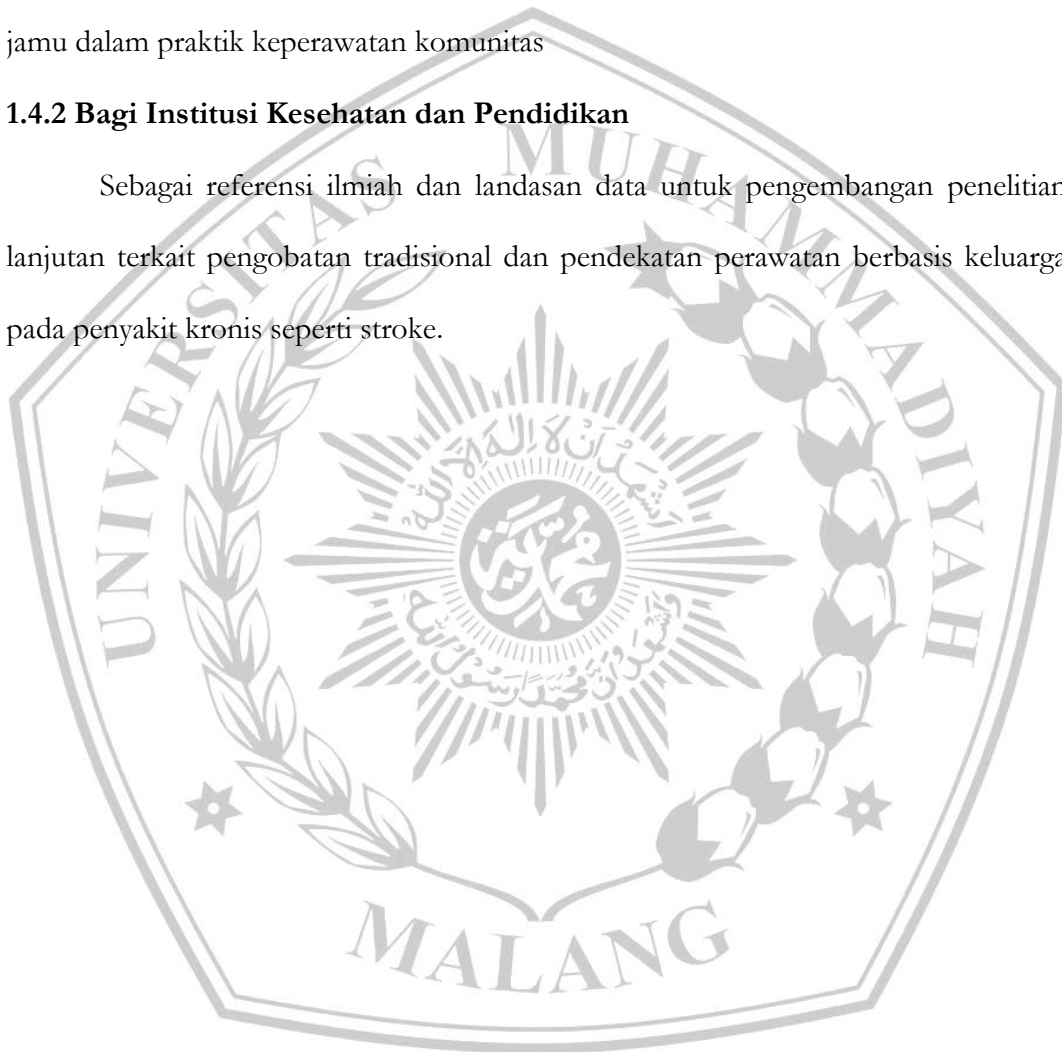 jamu dalam praktik keperawatan komunitas
1.4.2 Bagi Institusi Kesehatan dan Pendidikan
Sebagai referensi ilmiah dan landasan data untuk pengembangan penelitian
lanjutan terkait pengobatan tradisional dan pendekatan perawatan berbasis keluarga
pada penyakit kronis seperti stroke.
UNIVERSITAS MUHAMMADIYAH
MALANG